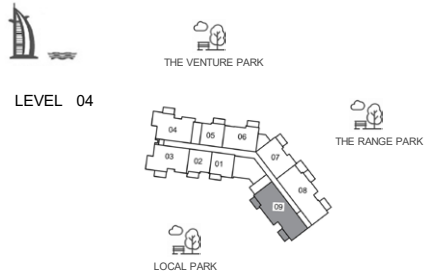 THE VENTURE PARK
LEVEL 04
THE RANGE PARK
04
05
06
03
02
01
07
08
09
LOCAL PARK